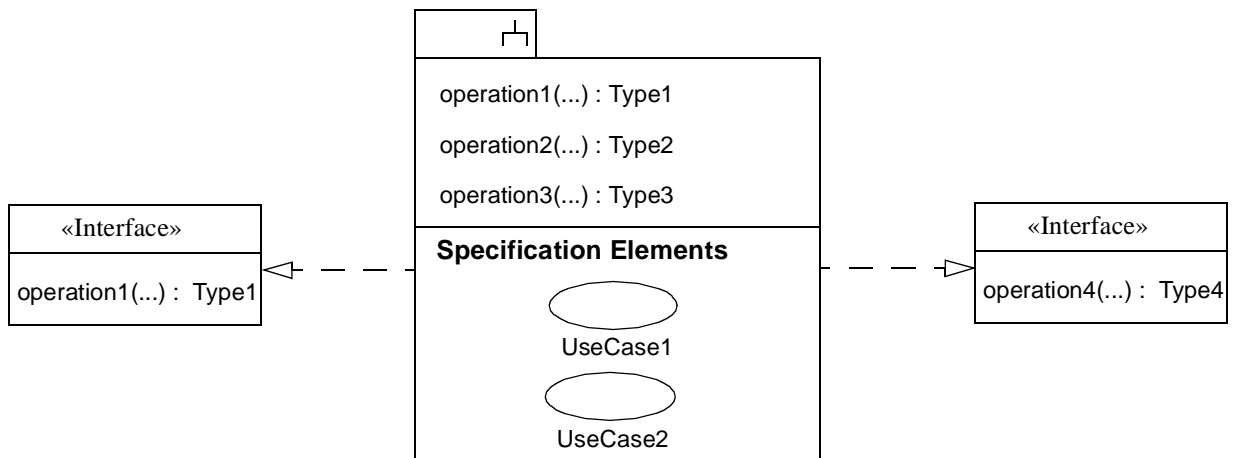 operation1(...) : Type1
operation2(...) : Type2
operation3(...) : Type3
«Interface»
operation1(...) :  Type1
Specification Elements
UseCase1
UseCase2
«Interface»
operation4(...) :  Type4